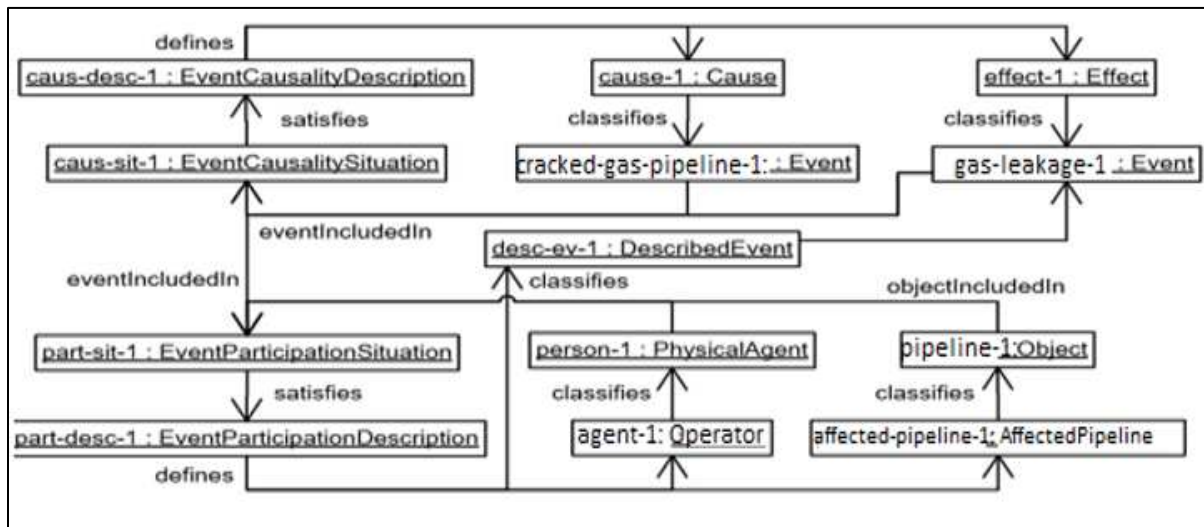 defines
caus-desc-1 : EventCausalityDescription
cause-1 : Cause
effect-1 : Effect
satisfies
classifies
classifies
caus-sit-1 : EventCausalitySituation
cracked-gas-pipeline-1: : Event
gas-leakage-1 : Event
eventIncludedIn
desc-ev-1 : DescribedEvent
eventIncludedIn
classifies
objectIncludedIn
part-sit-1 : EventParticipationSituation
person-1 : PhysicalAgent
pipeline-1:Object
satisfies
classifies
classifies
part-desc-1 : EventParticipationDescription
agent-1: Operator
affected-pipeline-1: AffectedPipeline
defines